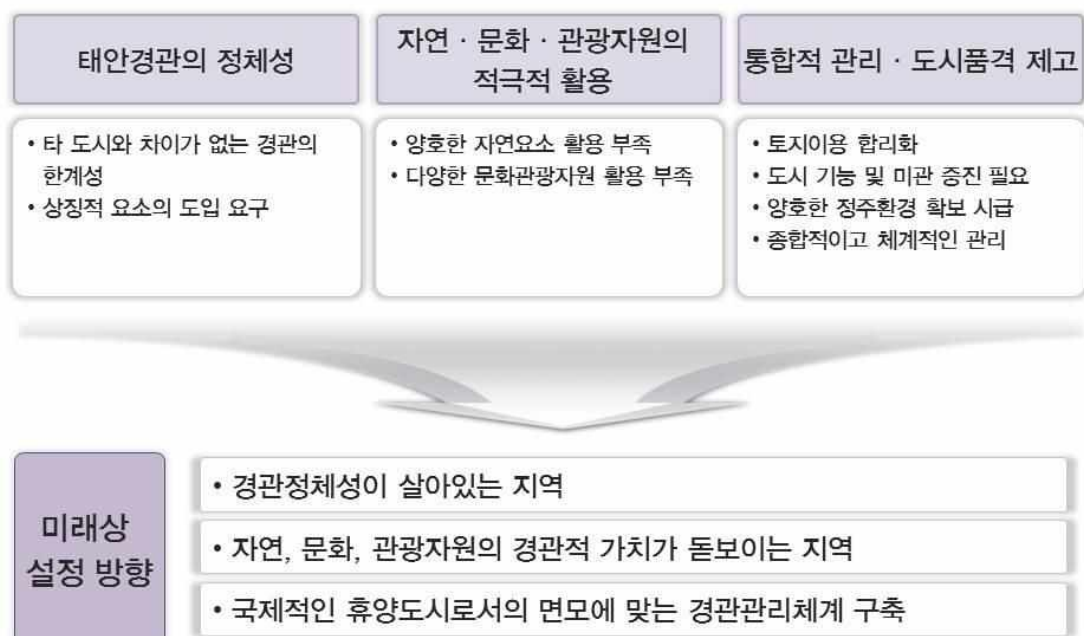 태안경관의 정체성
• 타 도시와 차이가 없는 경관의
한계성
• 상징적 요소의 도입 요구
자연 · 문화 · 관광자원의
적극적 활용
• 양호한 자연요소 활용 부족
• 다양한 문화관광자원 활용 부족
통합적 관리 · 도시품격 제고
• 토지이용 합리화
• 도시 기능 및 미관 증진 필요
• 양호한 정주환경 확보 시급
• 종합적이고 체계적인 관리
미래상
설정 방향
• 경관정체성이 살아있는 지역
• 자연, 문화, 관광자원의 경관적 가치가 돋보이는 지역
• 국제적인 휴양도시로서의 면모에 맞는 경관관리체계 구축